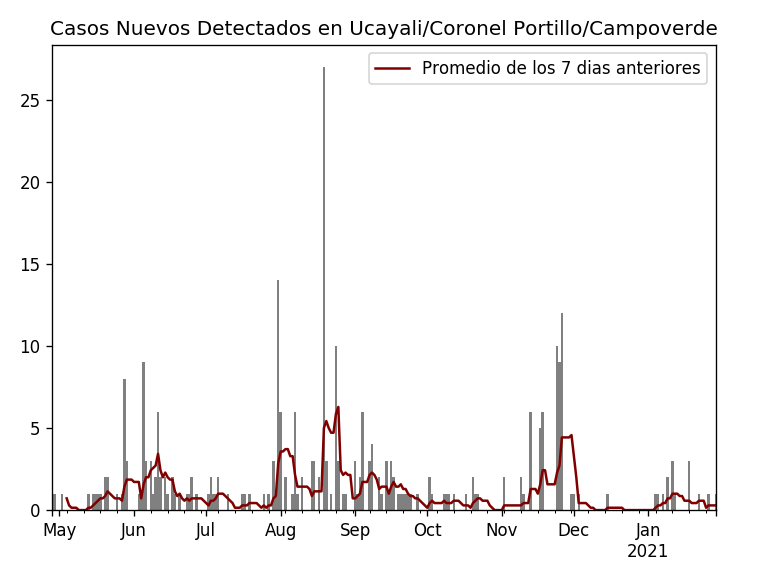 Casos Nuevos Detectados en Ucayali/Coronel Portillo/Campoverde
Promedio de los 7 dias anteriores
25
20
15
10
5
0
May Jun Jul Aug Sep Oct Nov Dec Jan
2021